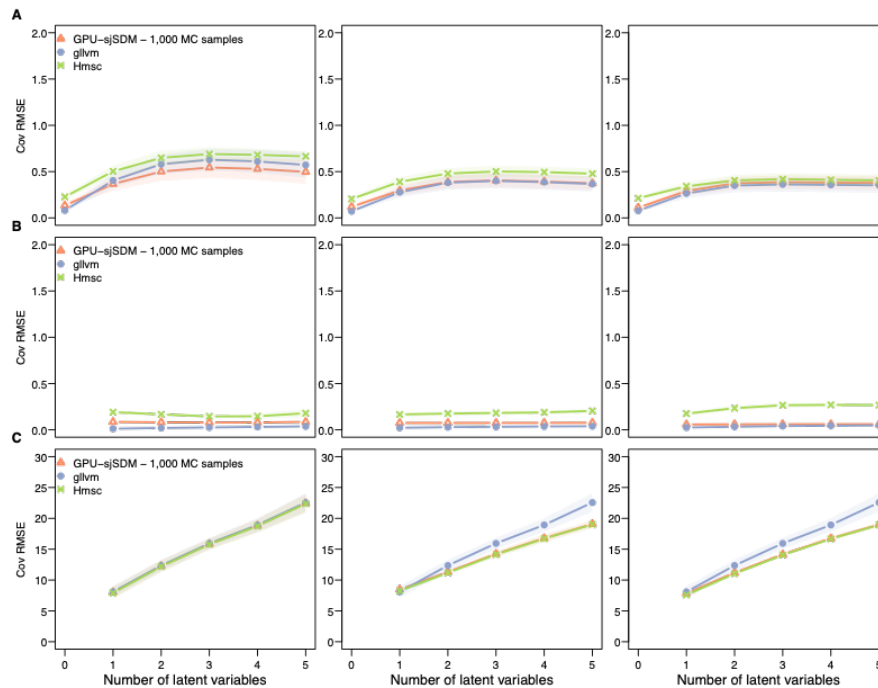 A
2.0
1.5
1.0
0.5
0.0
Cov RMSE
GPU−sjSDM − 1,000 MC samples
gllvm
Hmsc
2.0
1.5
1.0
0.5
0.0
2.0
1.5
1.0
0.5
0.0
B
2.0
1.5
1.0
0.5
0.0
Cov RMSE
GPU−sjSDM − 1,000 MC samples
gllvm
Hmsc
2.0
1.5
1.0
0.5
0.0
2.0
1.5
1.0
0.5
0.0
C
30
25
20
15
10
5
0
Cov RMSE
GPU−sjSDM − 1,000 MC samples
gllvm
Hmsc
30
25
20
15
10
5
0
30
25
20
15
10
5
0
0 1 2 3 4 5
Number of latent variables
0 1 2 3 4 5
Number of latent variables
0 1 2 3 4 5
Number of latent variables